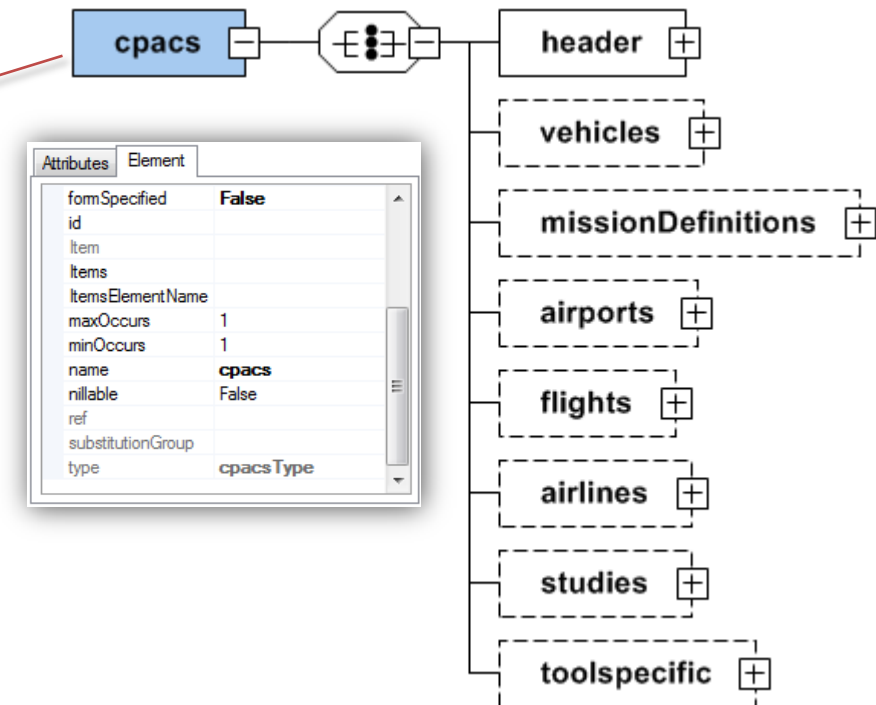 cpacs
header
vehicles
missionDefinitions
airports
flights
airlines
studies
toolspecific
Attributes Element
formSpecified False
id
Item
Items
ItemsElementName
maxOccurs 1
minOccurs 1
name cpacs
nillable False
ref
substitutionGroup
type cpacsType